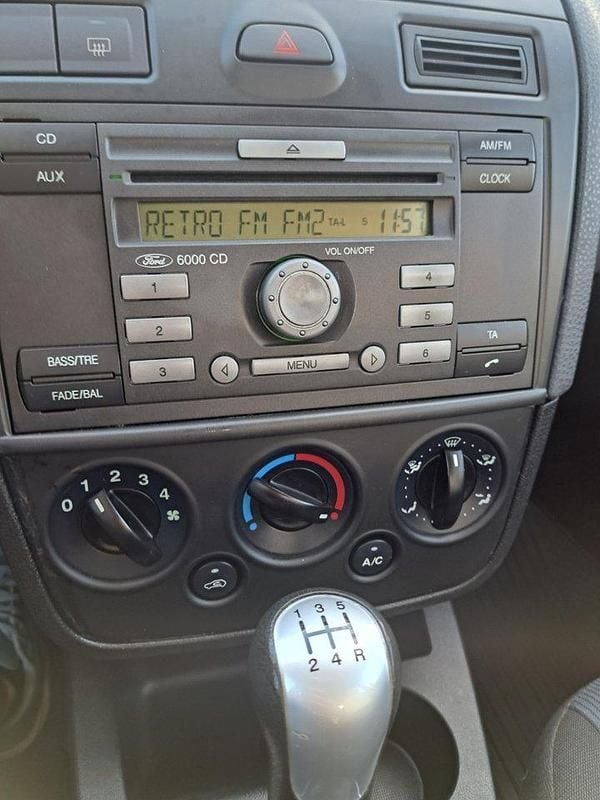 CD
AUX
AM/FM
CLOCK
RETRO FM FM2 TA-L 5 11:57
Ford 6000 CD
VOL ON/OFF
1
4
2
5
3
6
MENU
BASS/TRE
FADE/BAL
TA
0 1 2 3 4
A/C
1 3 5
2 4 R